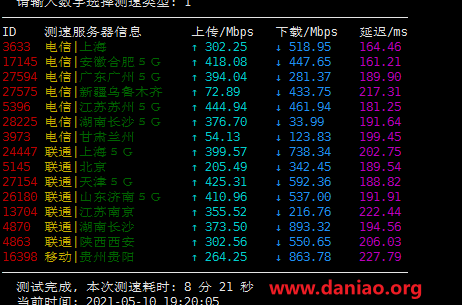 请输入数字选择测速类型: 1
ID 测速服务器信息 上传/Mbps 下载/Mbps 延迟/ms
3633 电信|上海 ↑ 302.25 ↓ 518.95 164.46
17145 电信|安徽合肥５Ｇ ↑ 418.08 ↓ 447.65 161.21
27594 电信|广东广州５Ｇ ↑ 394.04 ↓ 281.37 189.90
27575 电信|新疆乌鲁木齐 ↑ 72.89 ↓ 433.75 217.31
5396 电信|江苏苏州５Ｇ ↑ 444.94 ↓ 461.94 181.25
28225 电信|湖南长沙５Ｇ ↑ 376.70 ↓ 33.99 191.64
3973 电信|甘肃兰州 ↑ 54.13 ↓ 123.83 199.45
24447 联通|上海５Ｇ ↑ 399.57 ↓ 738.34 202.75
5145 联通|北京 ↑ 205.49 ↓ 342.45 189.54
27154 联通|天津５Ｇ ↑ 425.31 ↓ 592.36 188.82
26180 联通|山东济南５Ｇ ↑ 410.96 ↓ 537.00 191.91
13704 联通|江苏南京 ↑ 355.52 ↓ 216.76 222.44
4870 联通|湖南长沙 ↑ 373.50 ↓ 893.32 194.56
4863 联通|陕西西安 ↑ 302.56 ↓ 550.65 206.03
16398 移动|贵州贵阳 ↑ 264.25 ↓ 863.78 227.79
测试完成, 本次测速耗时: 8 分 21 秒
当前时间: 2021-05-10 19:20:05
www.daniao.org